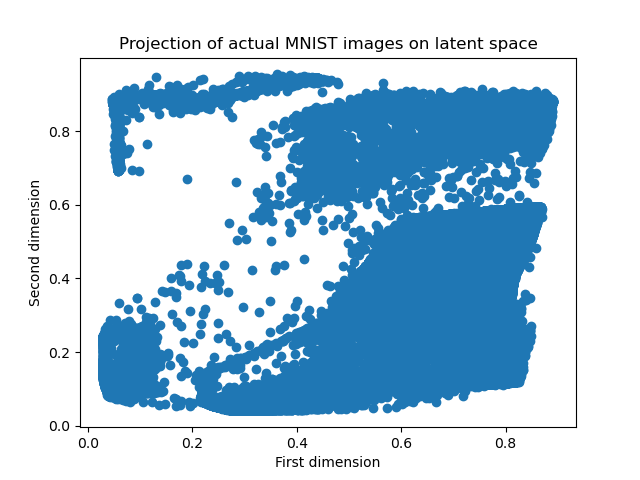 Projection of actual MNIST images on latent space
0.8
0.6
0.4
0.2
0.0
Second dimension
0.0 0.2 0.4 0.6 0.8
First dimension